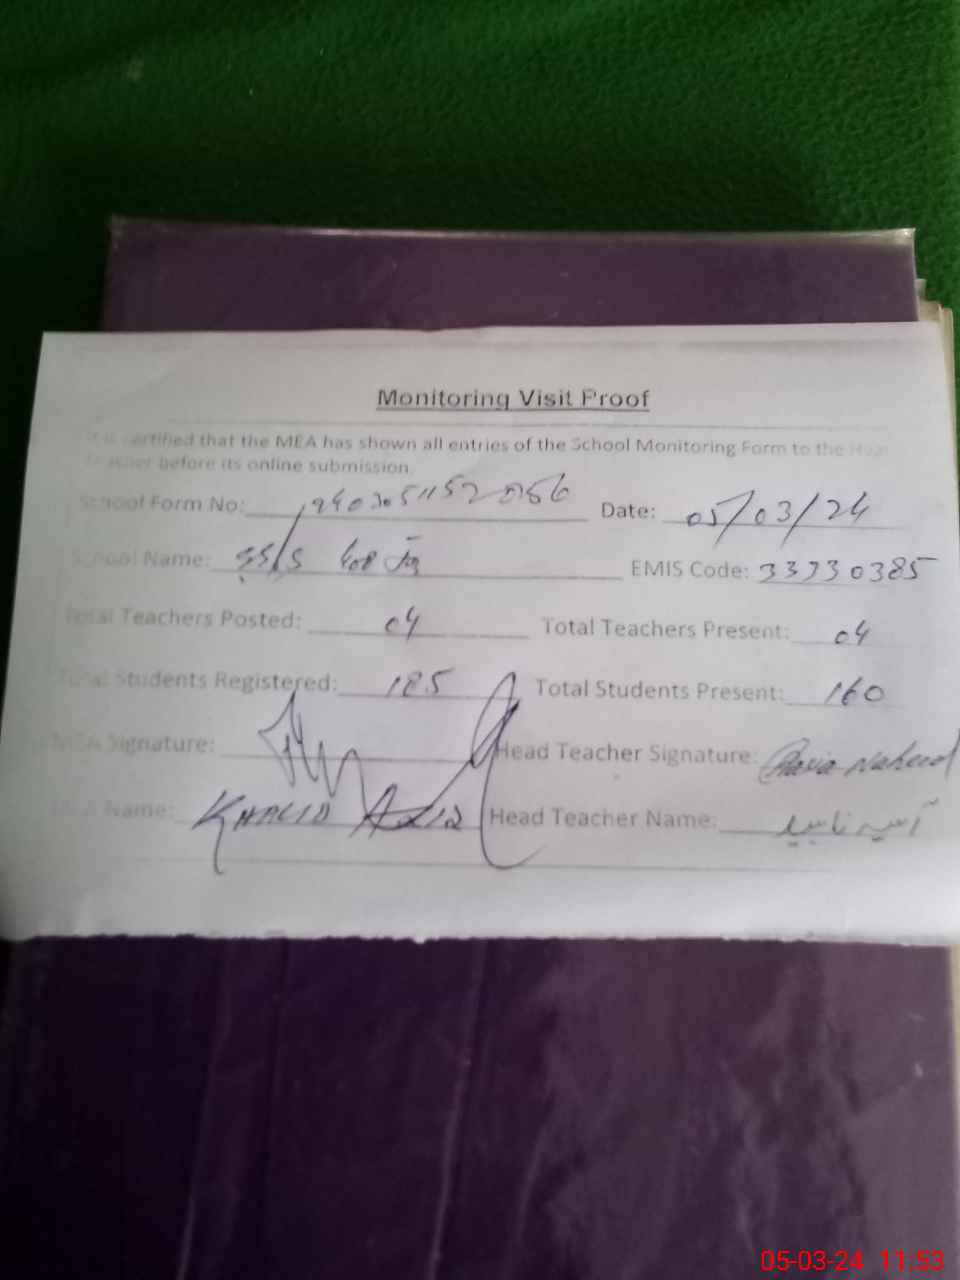 Monitoring Visit Proof
It is certified that the MEA has shown all entries of the School Monitoring Form to the Head
Teacher before its online submission.
School Form No: Date: 05/03/24
School Name: EMIS Code: 33330385
Total Teachers Posted: 04 Total Teachers Present: 04
Total Students Registered: 185 Total Students Present: 160
MEA Signature: Head Teacher Signature: Naheed
MEA Name: KHALID AZIZ Head Teacher Name: آسیہ ناہید
05-03-24 11:53